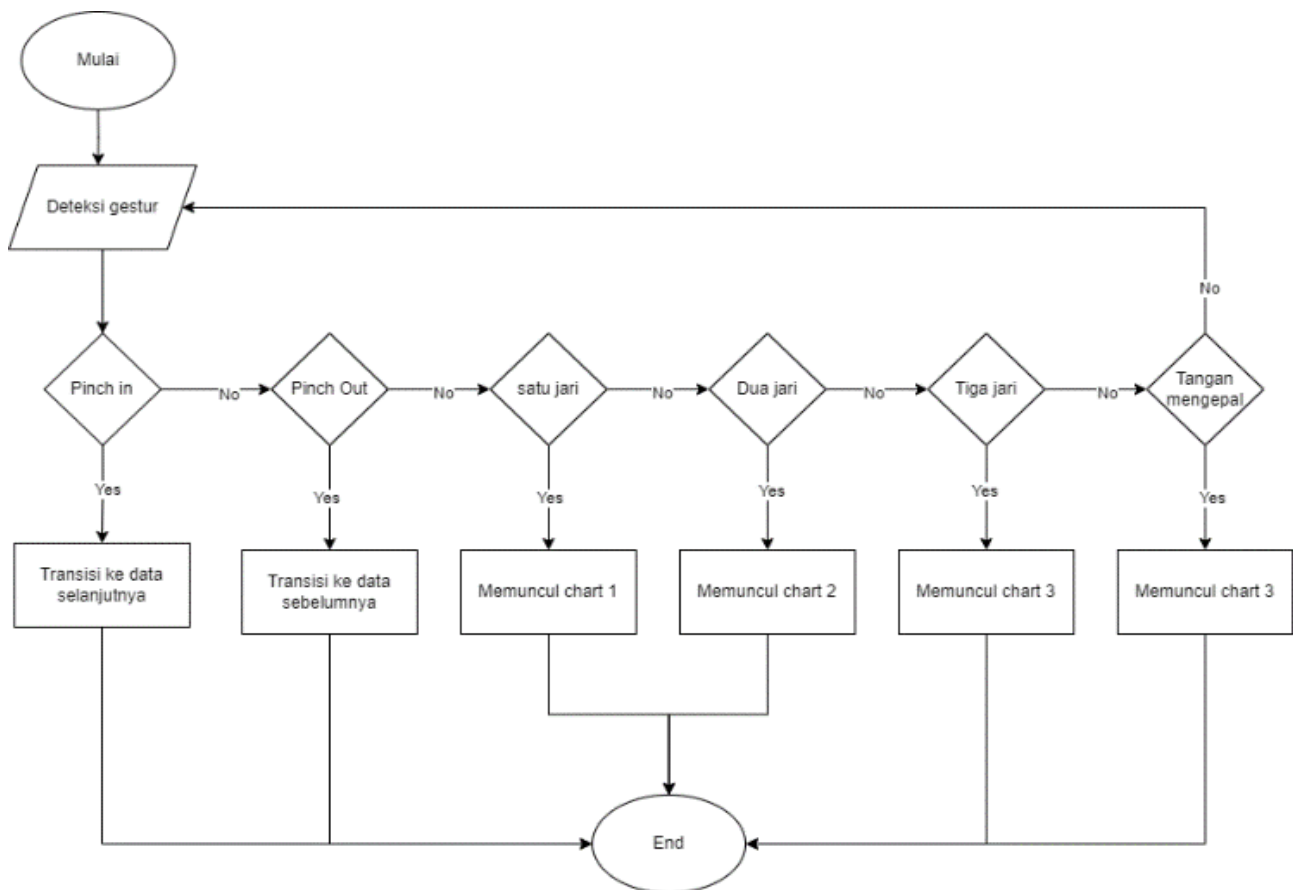 Mulai
Deteksi gestur
No
Pinch in
No
Pinch Out
No
satu jari
No
Dua jari
No
Tiga jari
No
Tangan
mengepal
Yes
Yes
Yes
Yes
Yes
Yes
Transisi ke data
selanjutnya
Transisi ke data
sebelumnya
Memuncul chart 1
Memuncul chart 2
Memuncul chart 3
Memuncul chart 3
End